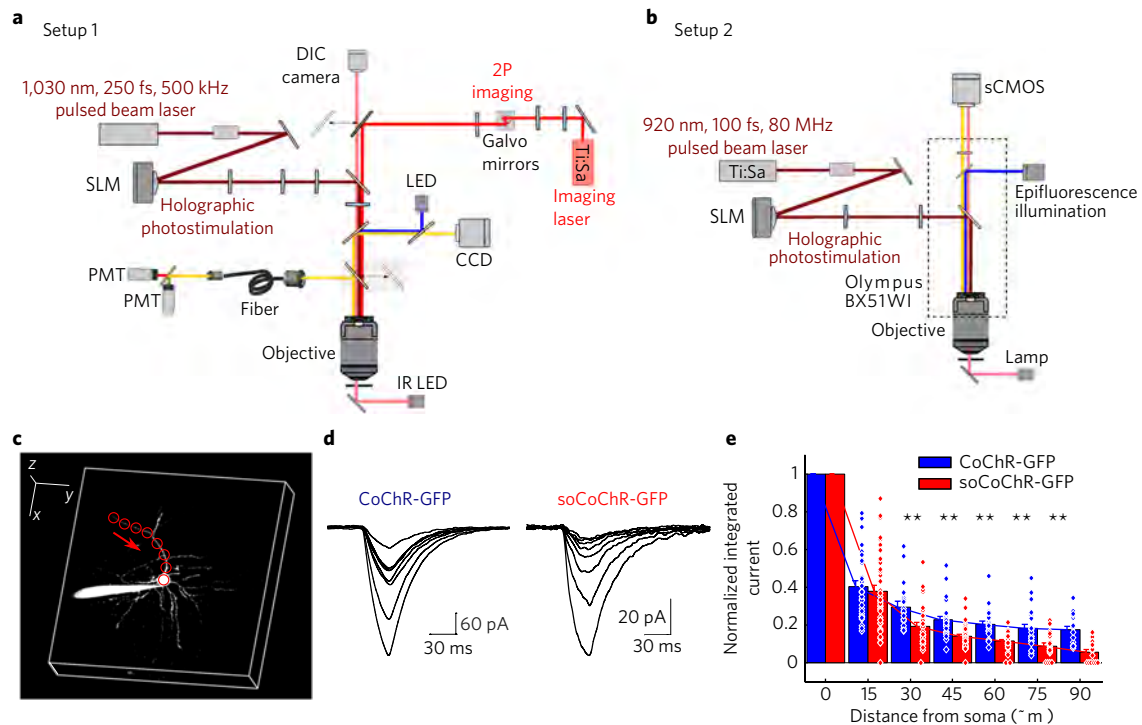 a
Setup 1
DIC
camera
1,030 nm, 250 fs, 500 kHz
pulsed beam laser
2P
imaging
Galvo
mirrors
Ti:Sa
Imaging
laser
SLM
Holographic
photostimulation
LED
CCD
PMT
PMT
Fiber
Objective
IR LED
b
Setup 2
sCMOS
920 nm, 100 fs, 80 MHz
pulsed beam laser
Ti:Sa
SLM
Epifluorescence
illumination
Holographic
photostimulation
Olympus
BX51WI
Objective
Lamp
c
z
y
x
d
CoChR-GFP
soCoChR-GFP
60 pA
30 ms
20 pA
30 ms
e
CoChR-GFP
soCoChR-GFP
** ** ** ** **
Normalized integrated
current
1
0.8
0.6
0.4
0.2
0
0 15 30 45 60 75 90
Distance from soma (˜ m)